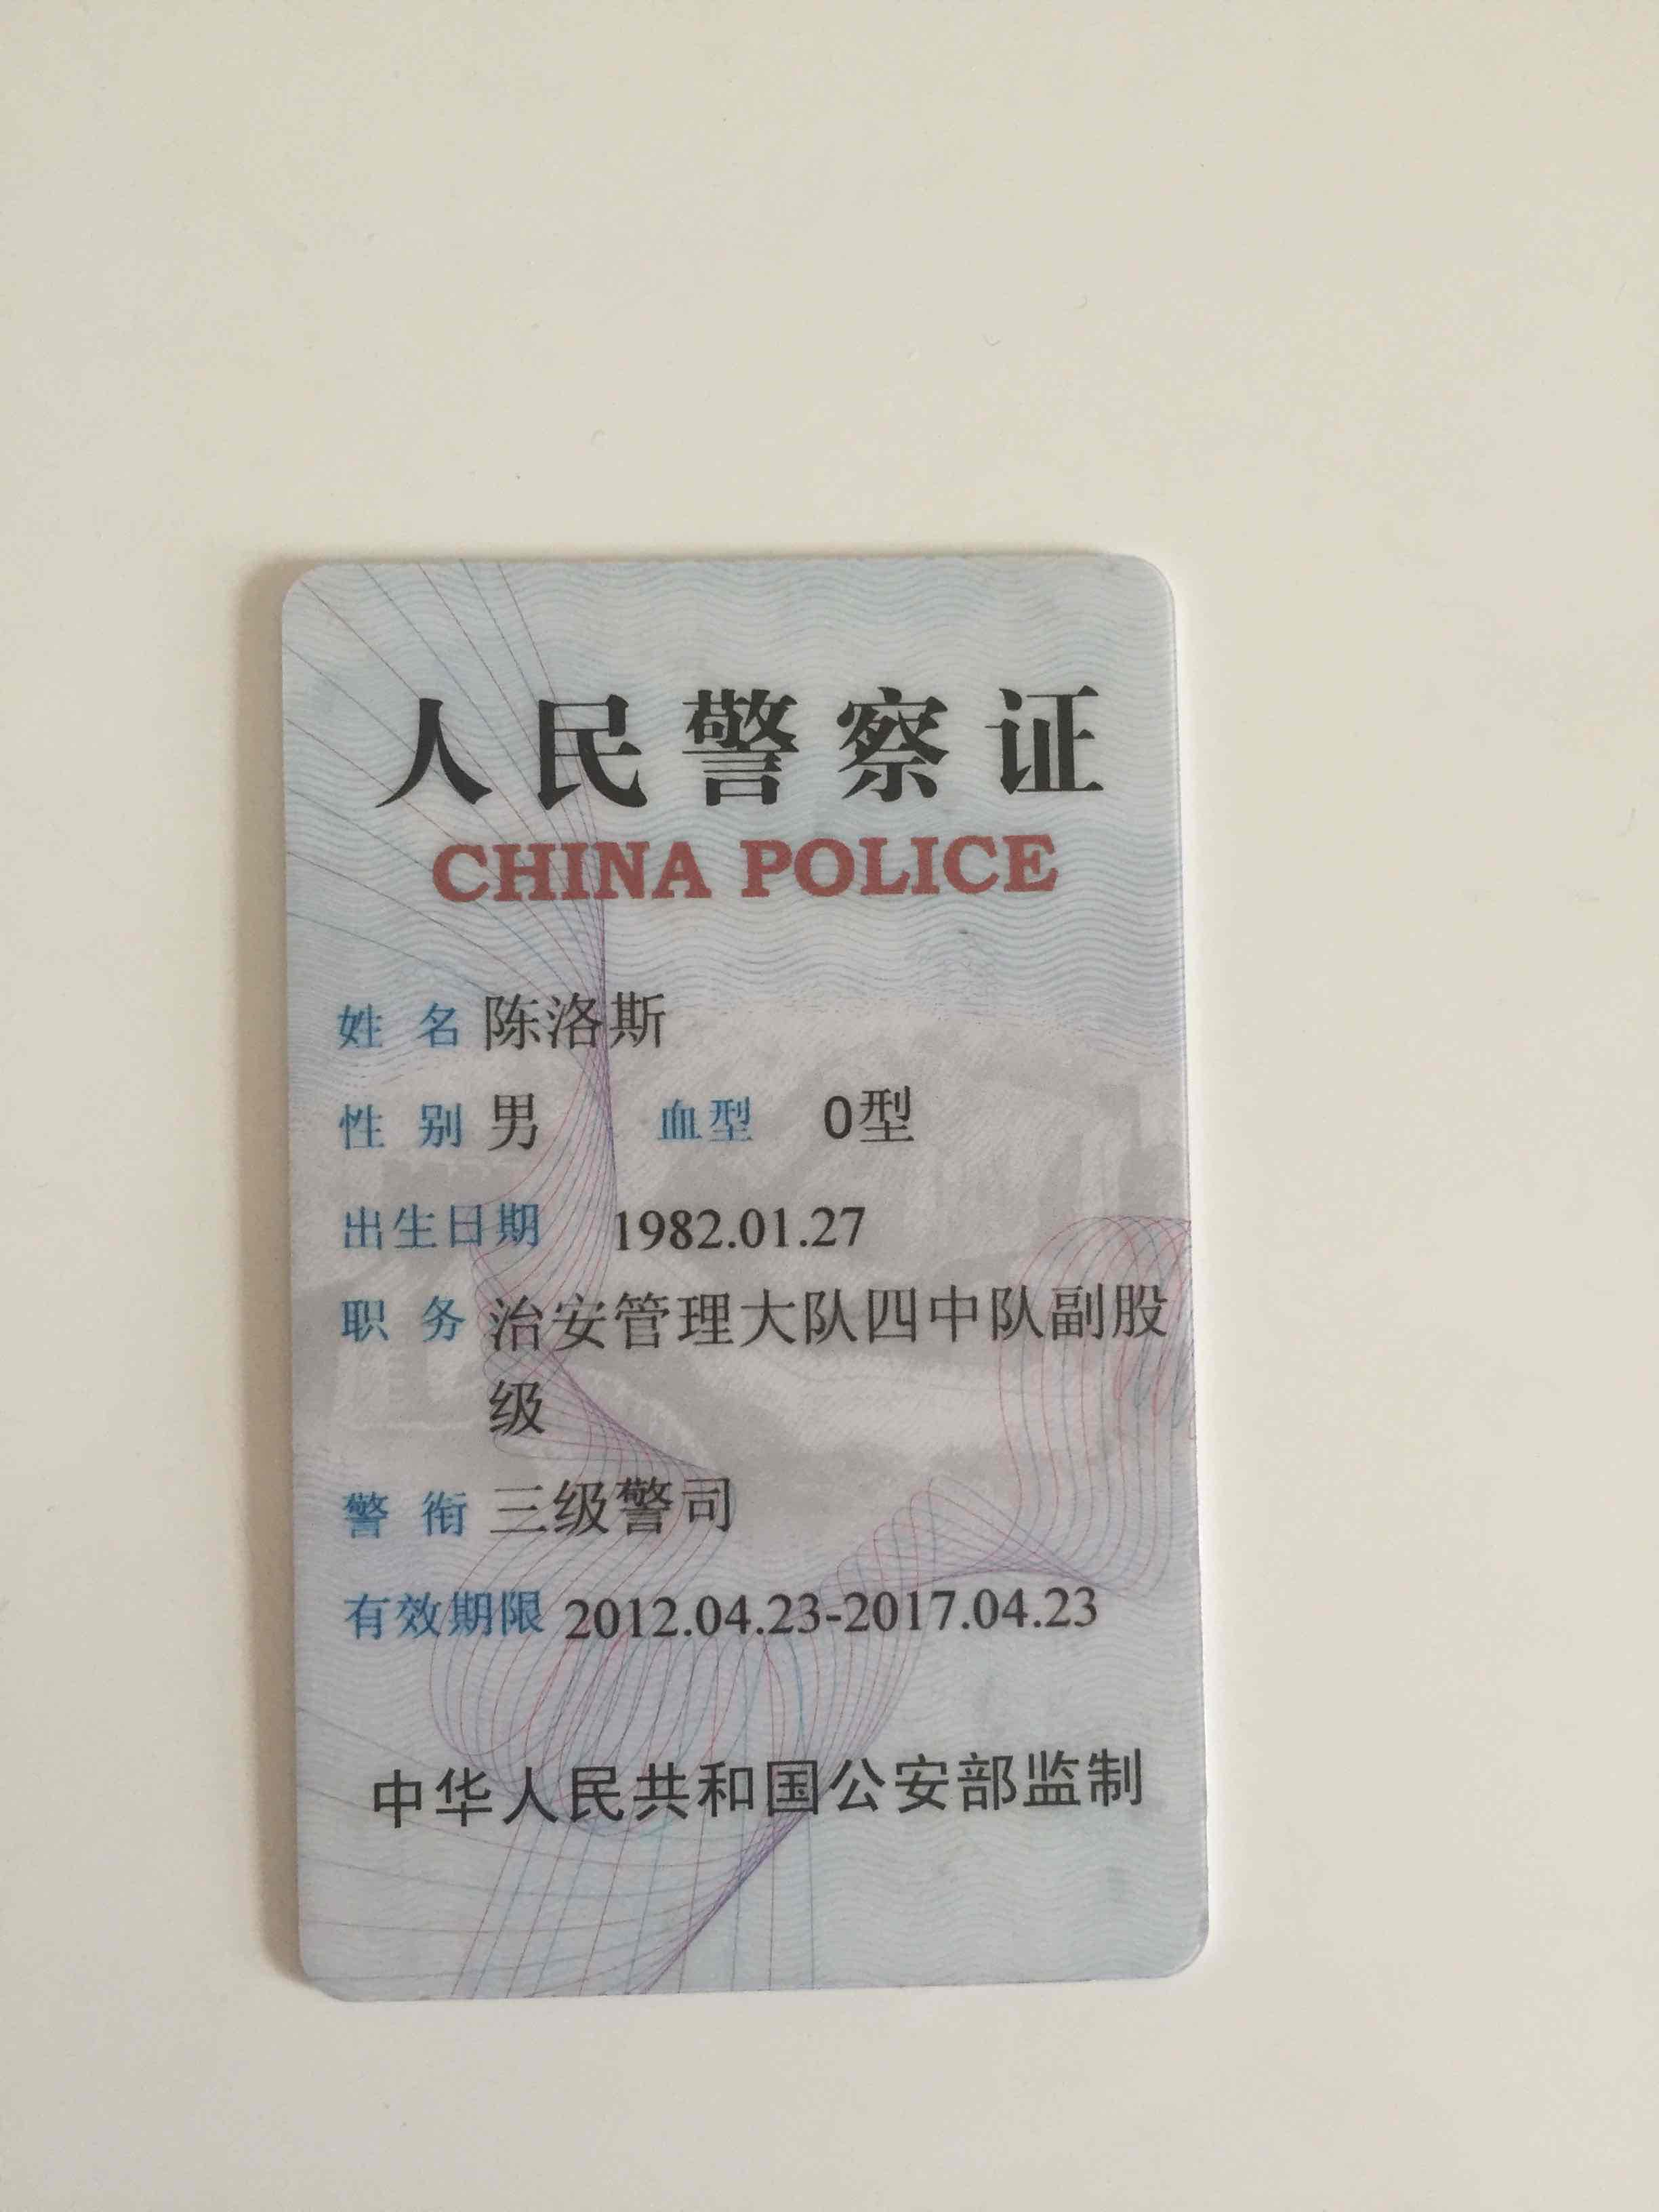 人民警察证
CHINA POLICE
姓 名 陈洛斯
性 别 男 血型 O型
出生日期 1982.01.27
职 务 治安管理大队四中队副股
级
警 衔 三级警司
有效期限 2012.04.23-2017.04.23
中华人民共和国公安部监制